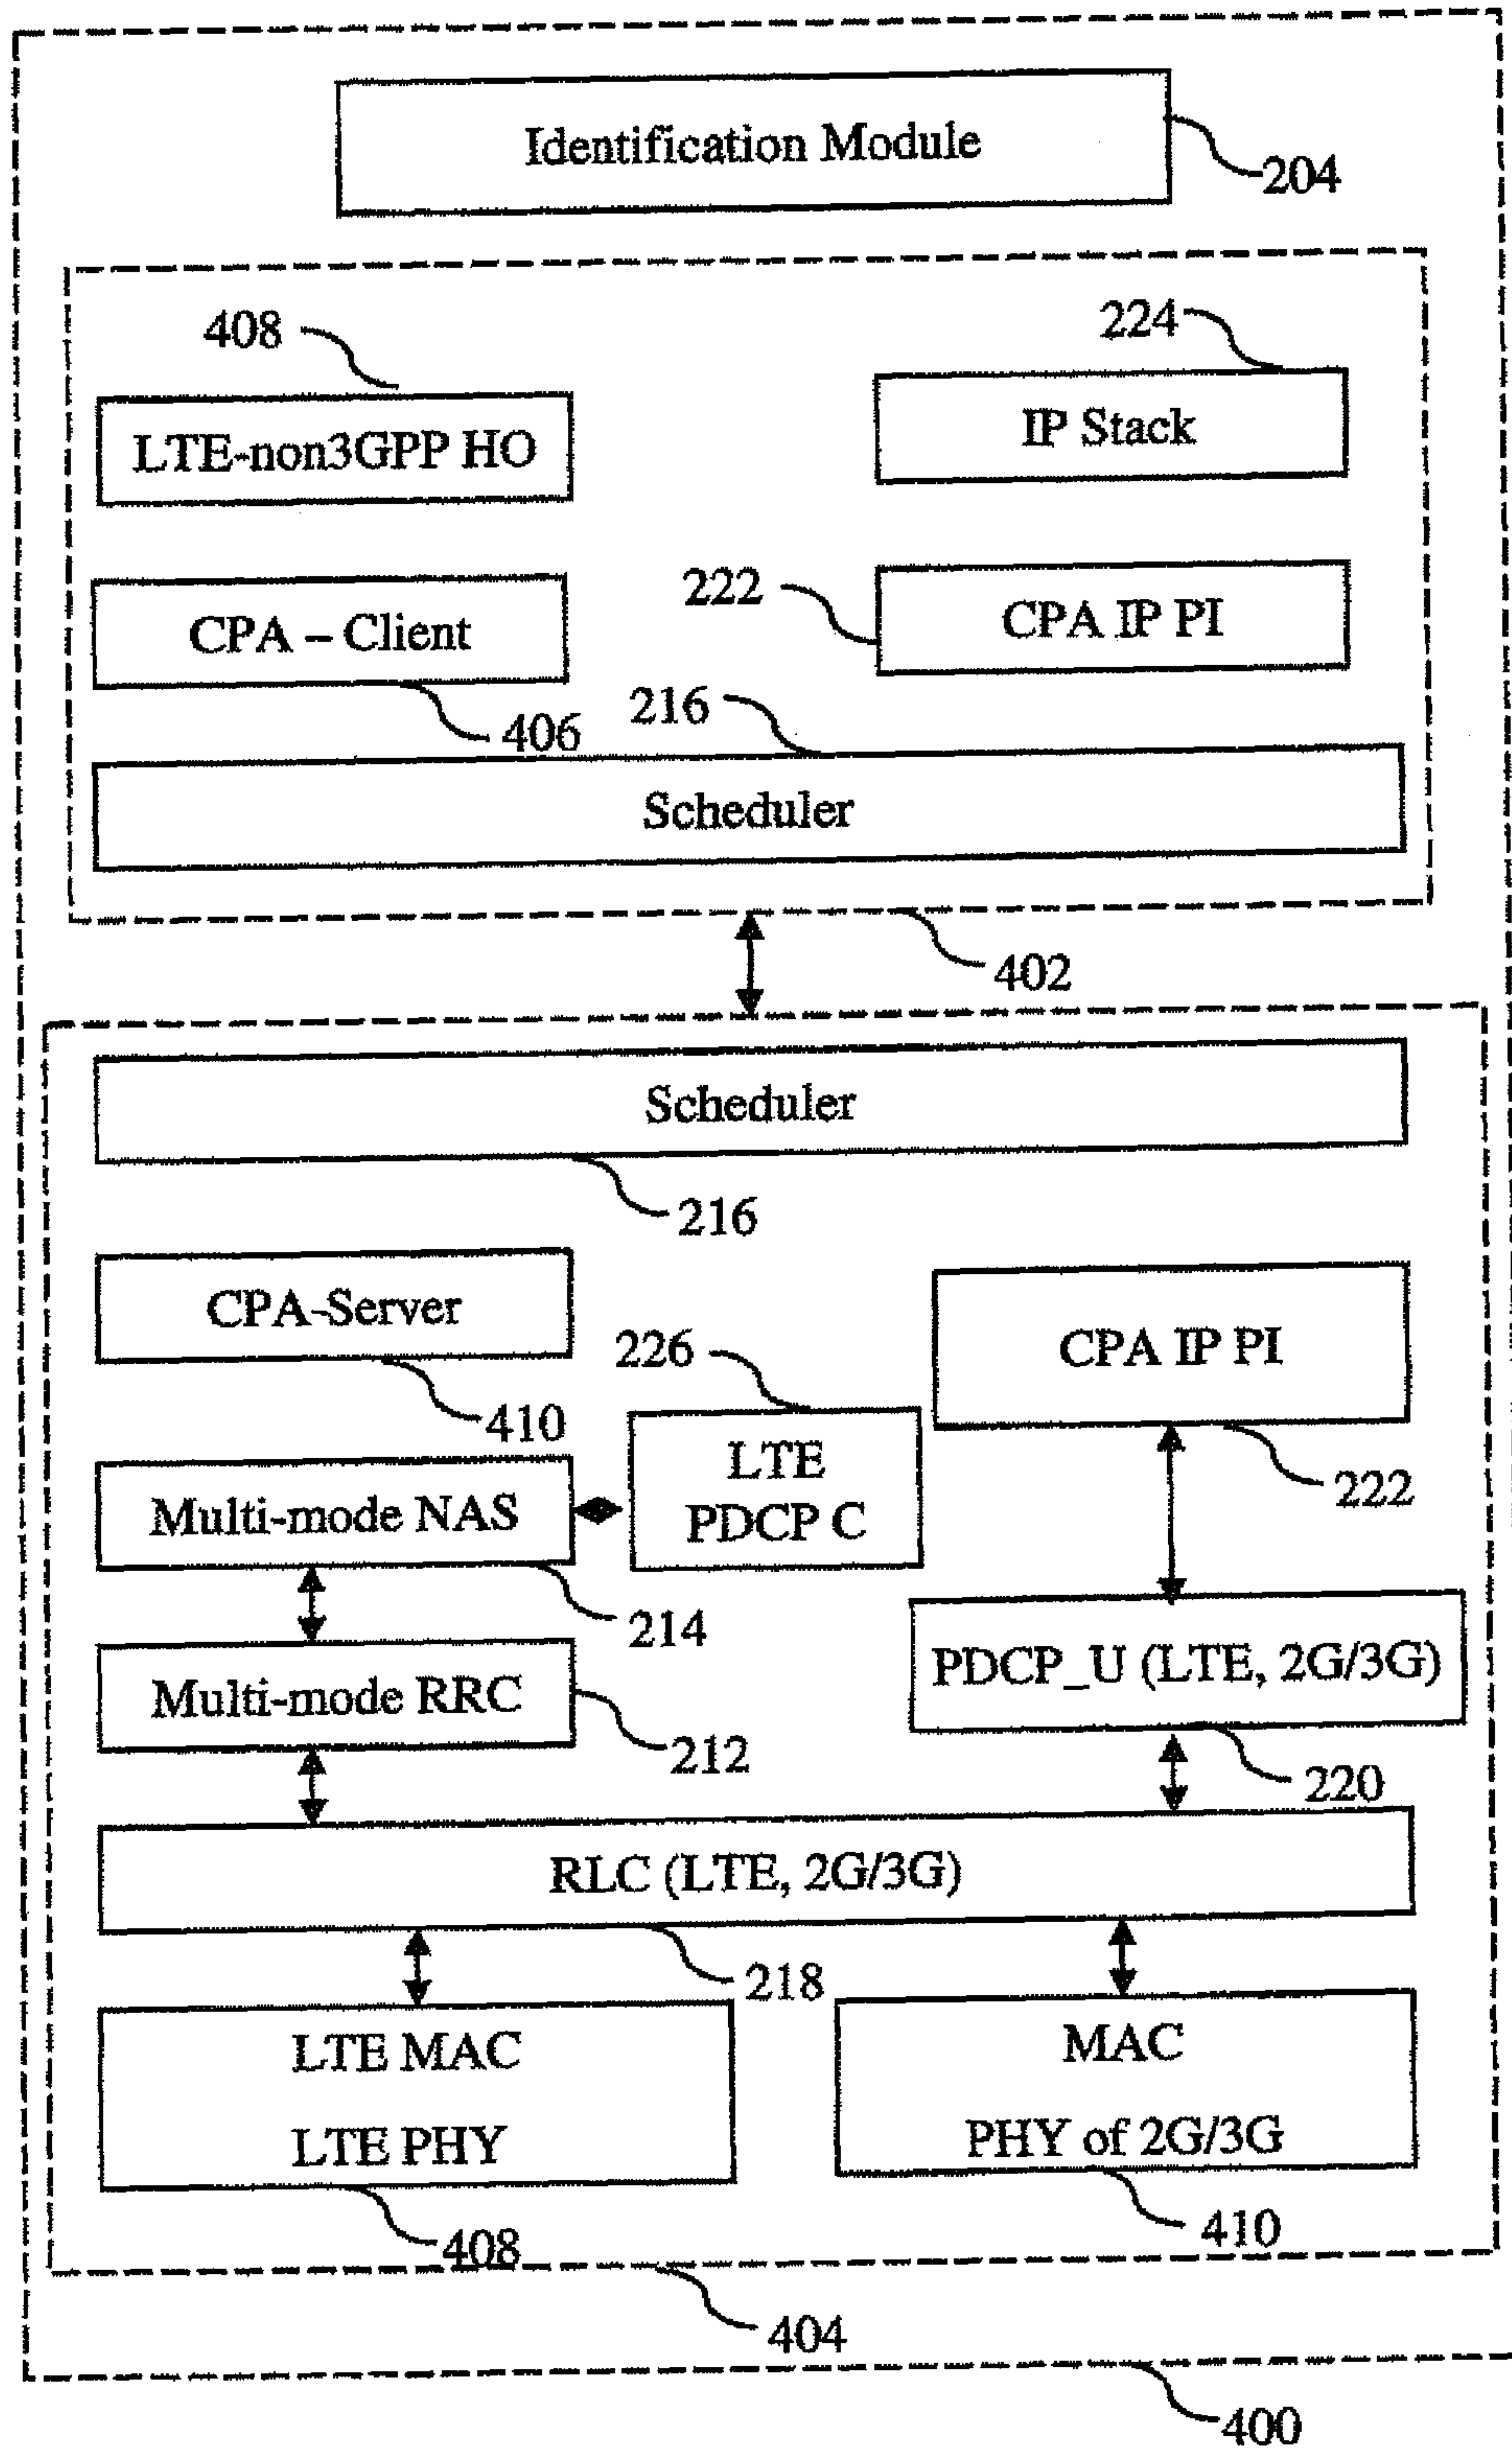 Identification Module
204
408
224
LTE-non3GPP HO
IP Stack
222
CPA – Client
CPA IP PI
216
406
Scheduler
402
Scheduler
216
CPA-Server
226
CPA IP PI
410
LTE
PDCP C
222
Multi-mode NAS
214
PDCP_U (LTE, 2G/3G)
Multi-mode RRC
212
220
RLC (LTE, 2G/3G)
218
LTE MAC
LTE PHY
MAC
PHY of 2G/3G
408
410
404
400